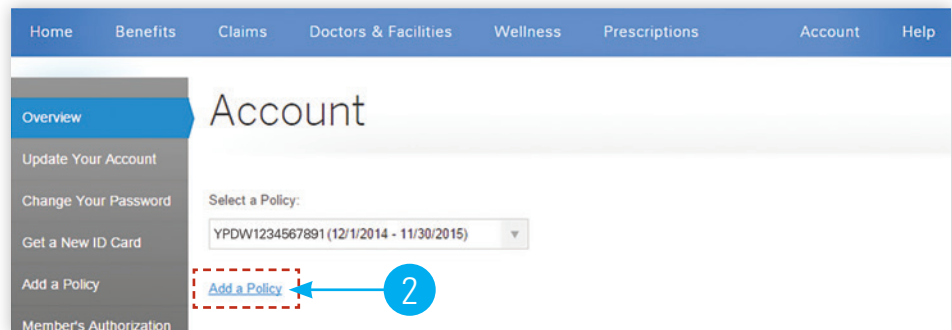 Home Benefits Claims Doctors & Facilities Wellness Prescriptions Account Help
Overview
Update Your Account
Change Your Password
Get a New ID Card
Add a Policy
Member's Authorization
Account
Select a Policy:
YPDW1234567891 (12/1/2014 - 11/30/2015)
Add a Policy
2